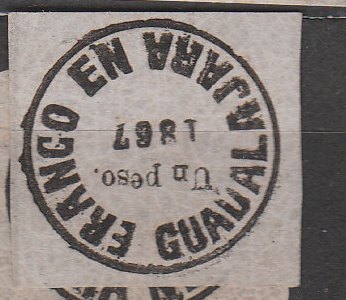 FRANCO EN GUADALAJARA
Un peso.
1867